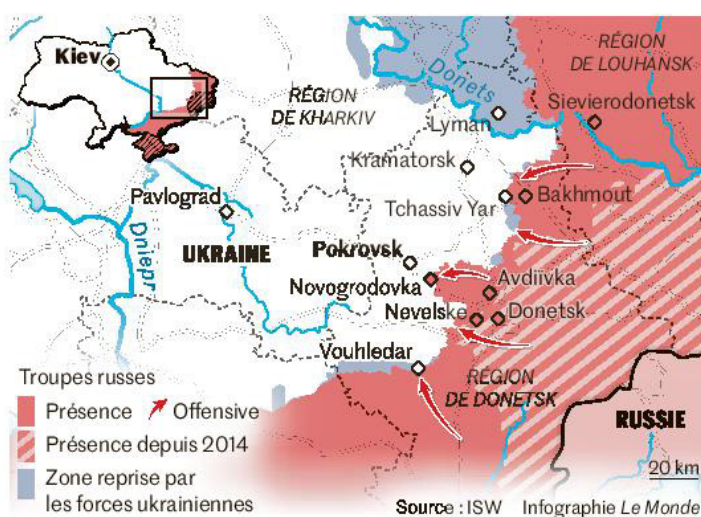 Kiev
RÉGION
DE KHARKIV
RÉGION
DE LOUHANSK
Donets
Sievierodonetsk
Lyman
Kramatorsk
Pavlograd
Tchassiv Yar
Bakhmout
Dniepr
UKRAINE
Pokrovsk
Novogrodovka
Avdiivka
Nevelske
Donetsk
Vouhledar
RÉGION
DE DONETSK
RUSSIE
20 km
Troupes russes
Présence
Offensive
Présence depuis 2014
Zone reprise par
les forces ukrainiennes
Source : ISW
Infographie Le Monde